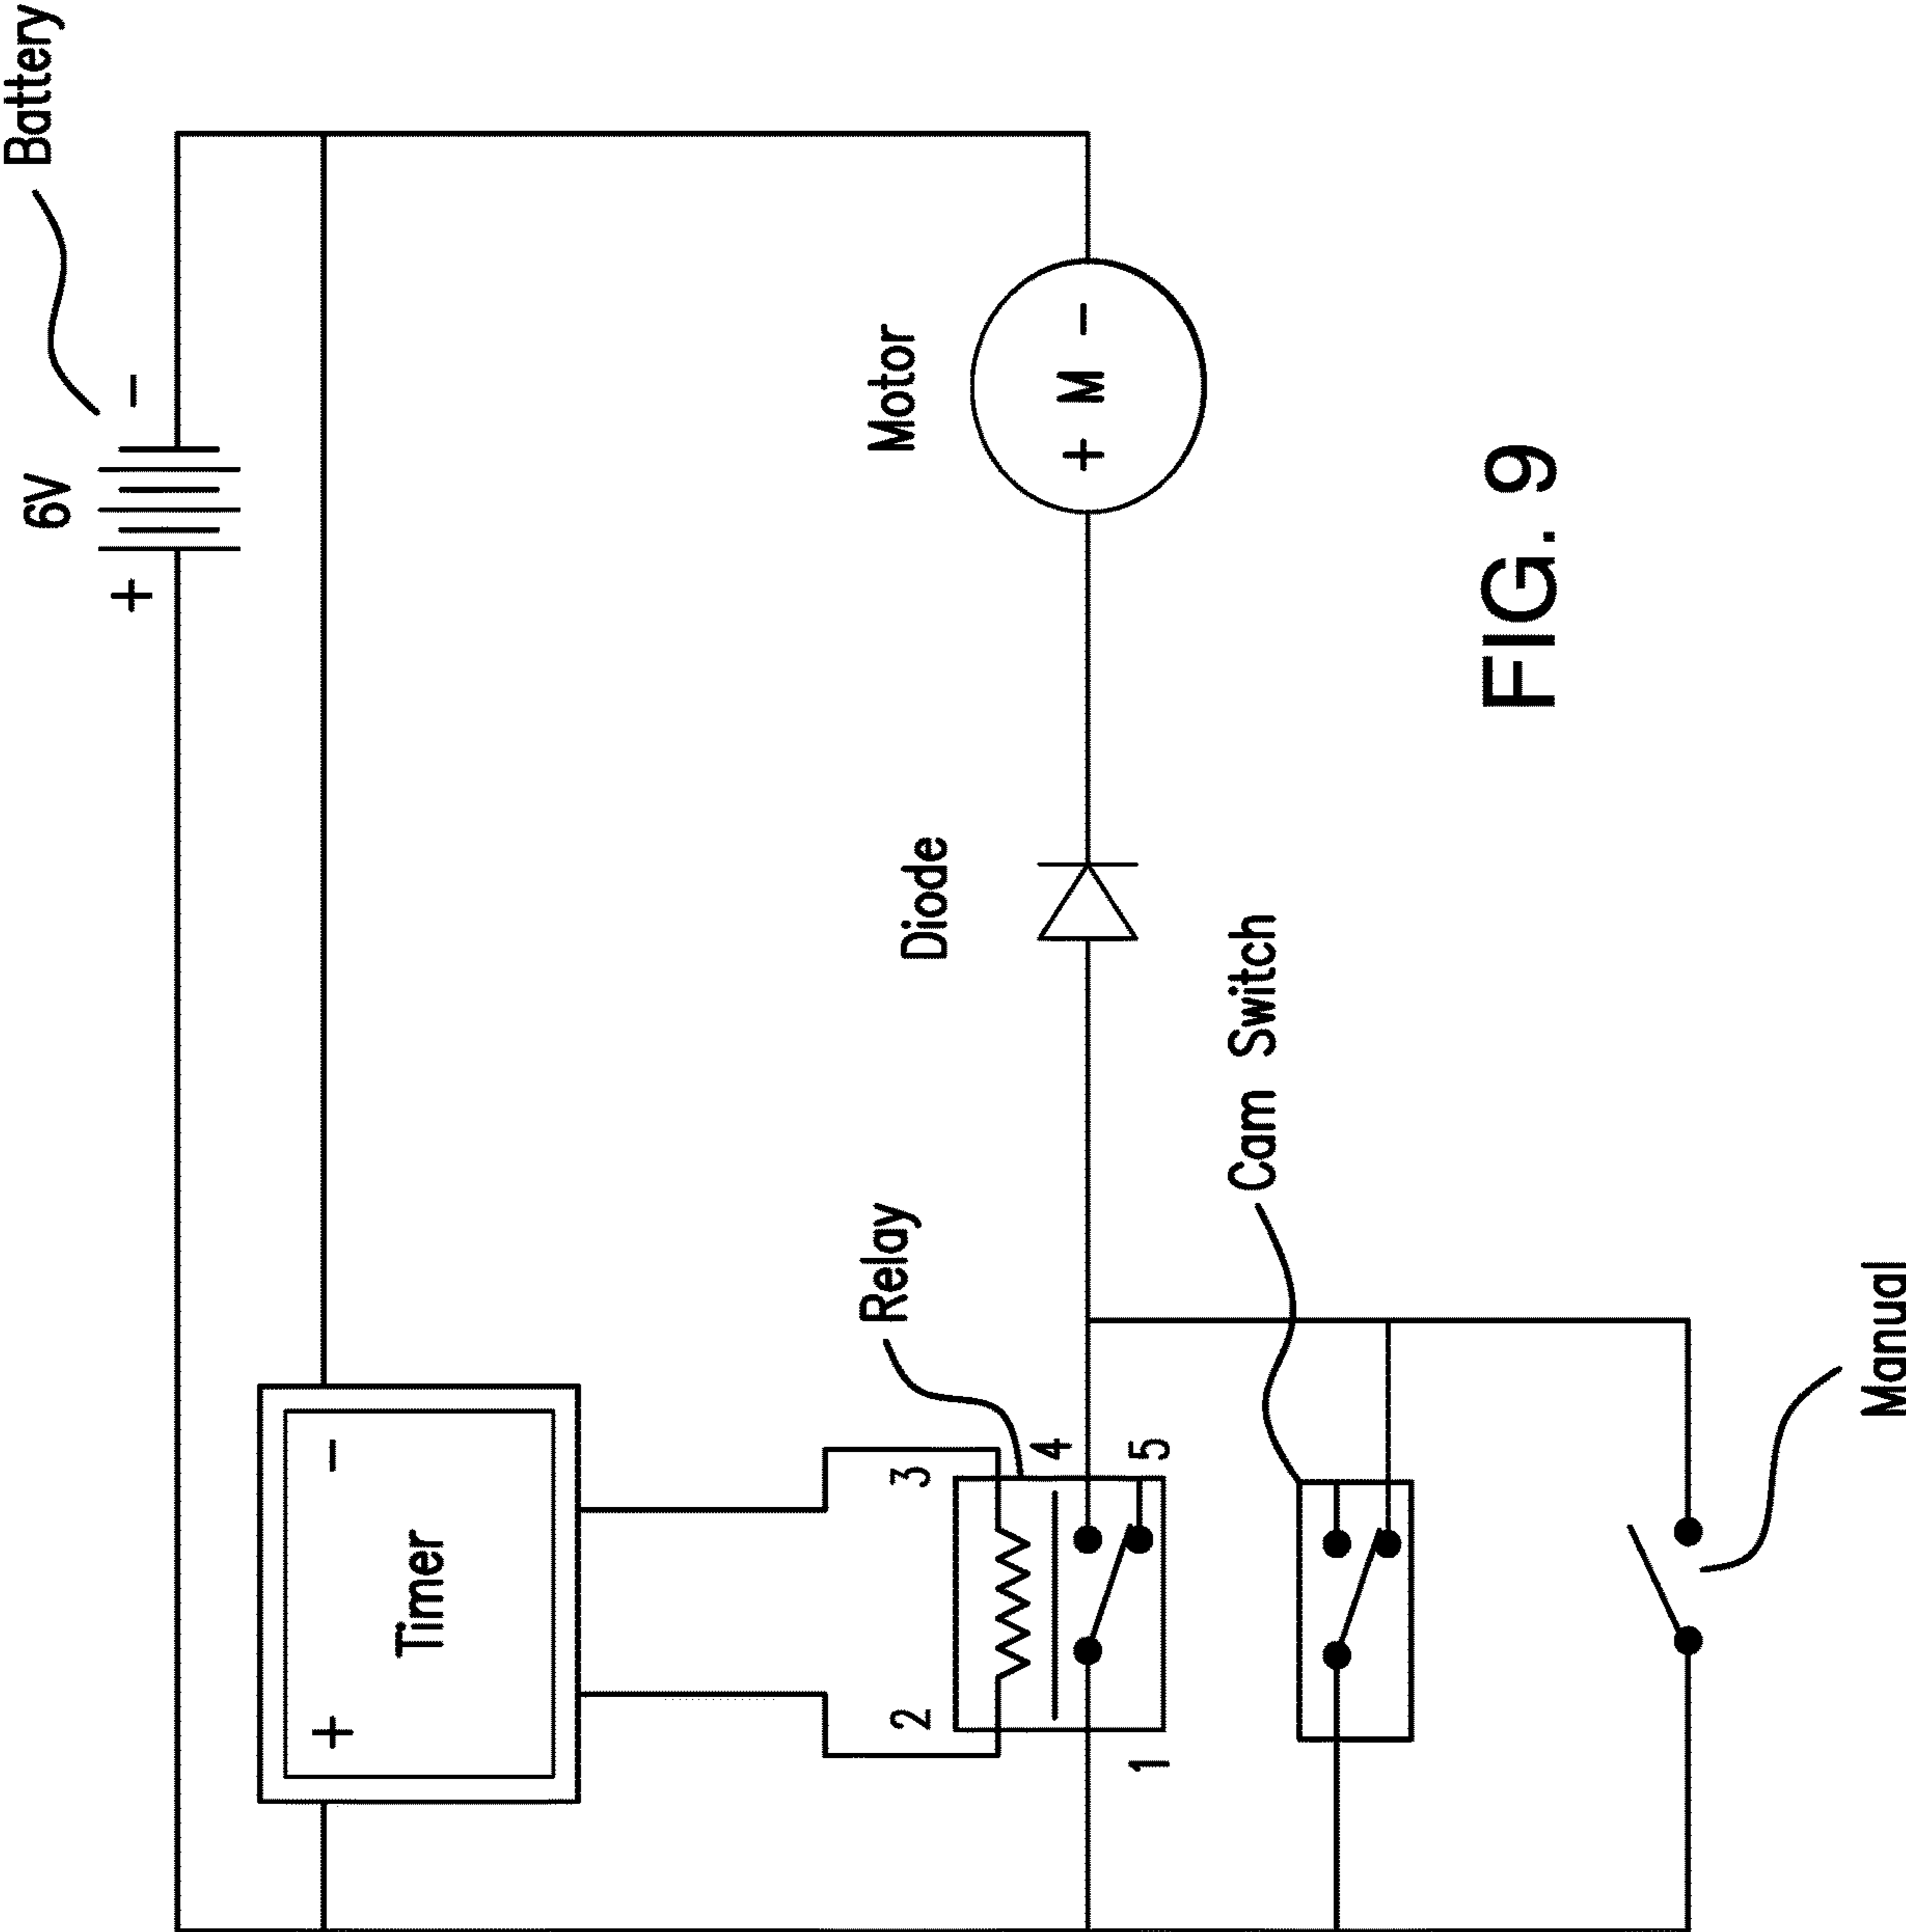 Battery
6V
+
−
Timer
+
−
Motor
+ M −
Diode
Relay
2
3
4
1
5
Cam Switch
Manual
FIG. 9